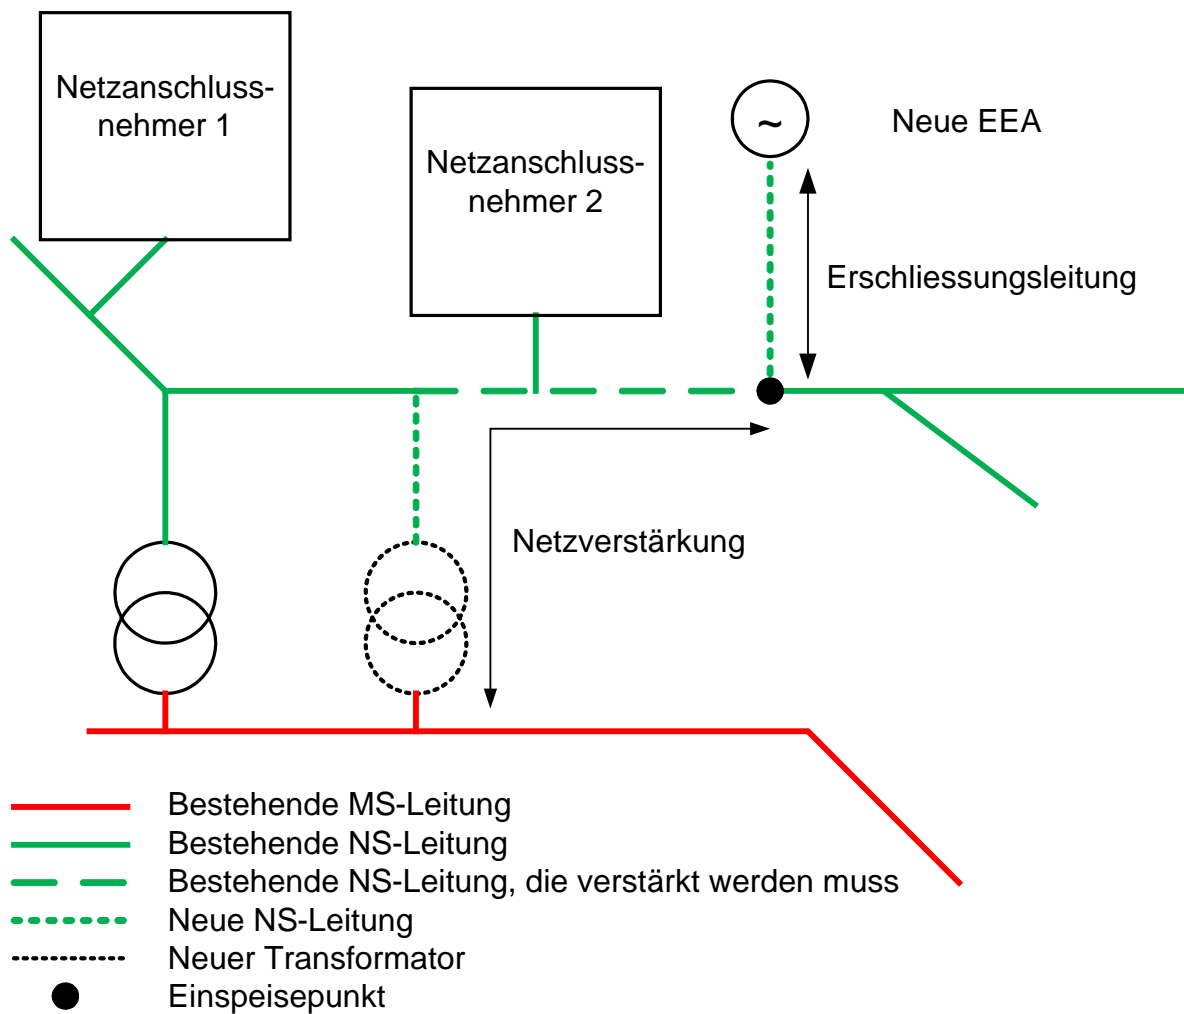 Netzanschluss-
nehmer 1
Netzanschluss-
nehmer 2
~
Neue EEA
Erschliessungsleitung
Netzverstärkung
Bestehende MS-Leitung
Bestehende NS-Leitung
Bestehende NS-Leitung, die verstärkt werden muss
Neue NS-Leitung
Neuer Transformator
Einspeisepunkt